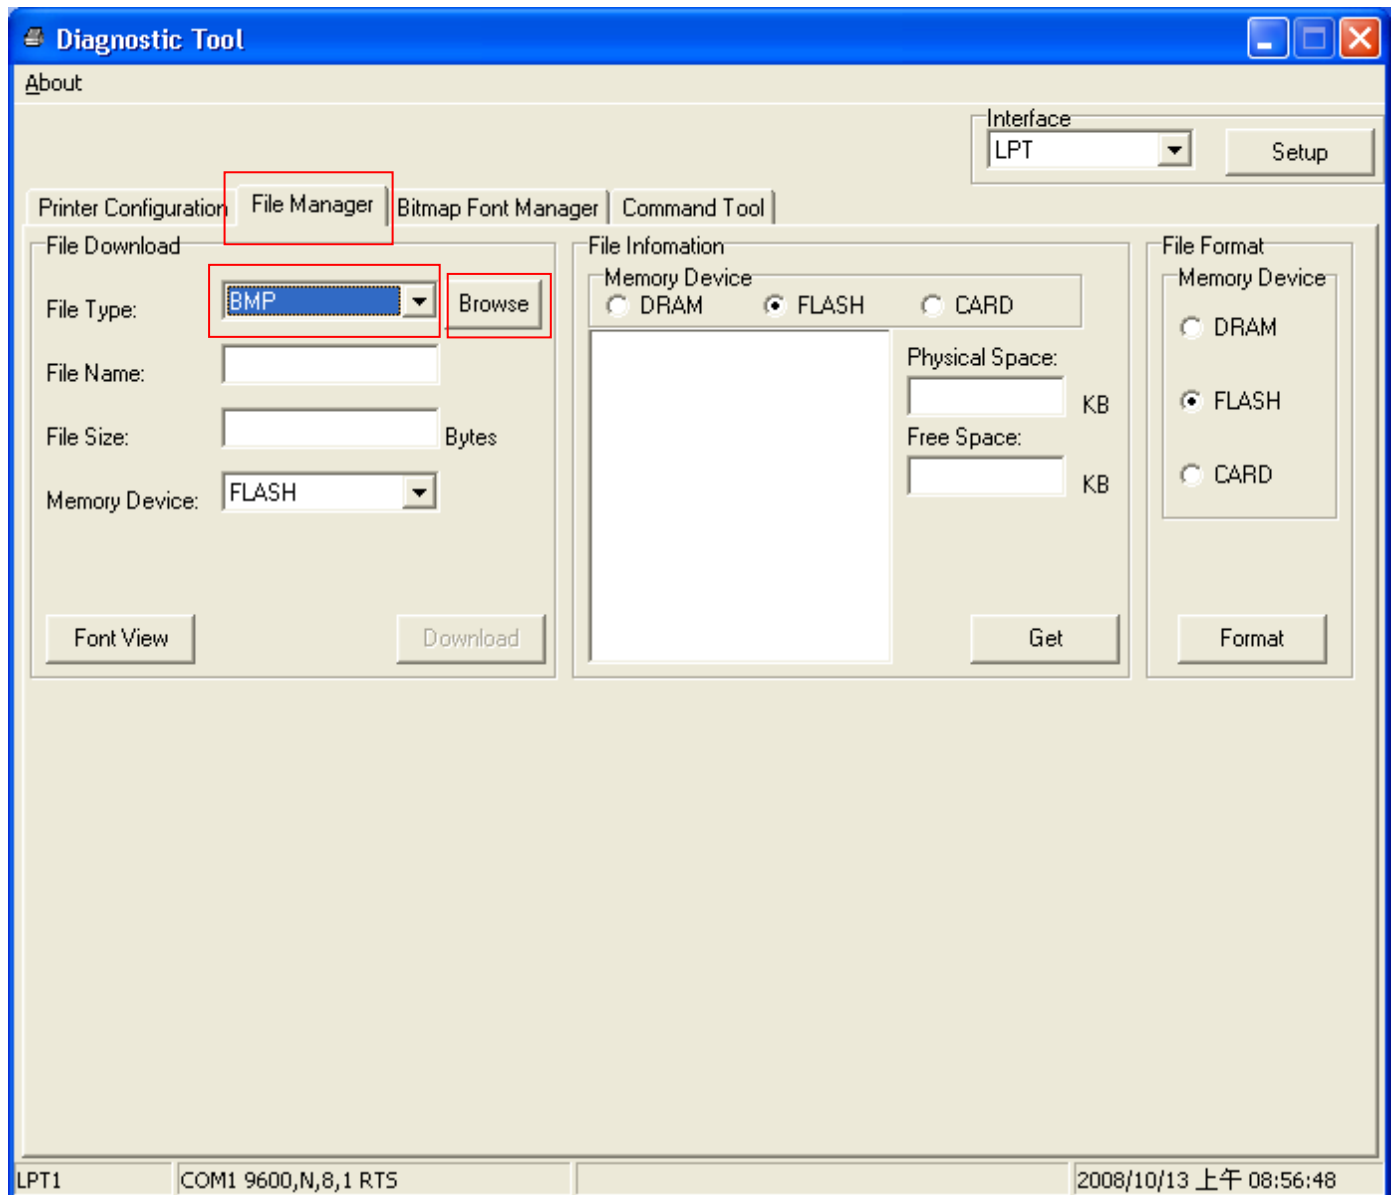 Diagnostic Tool
About
Interface
LPT
Setup
Printer Configuration
File Manager
Bitmap Font Manager
Command Tool
File Download
File Type:
BMP
Browse
File Name:
File Size:
Bytes
Memory Device:
FLASH
Font View
Download
File Infomation
Memory Device
DRAM
FLASH
CARD
Physical Space:
KB
Free Space:
KB
Get
File Format
Memory Device
DRAM
FLASH
CARD
Format
LPT1
COM1 9600,N,8,1 RTS
2008/10/13 上午 08:56:48